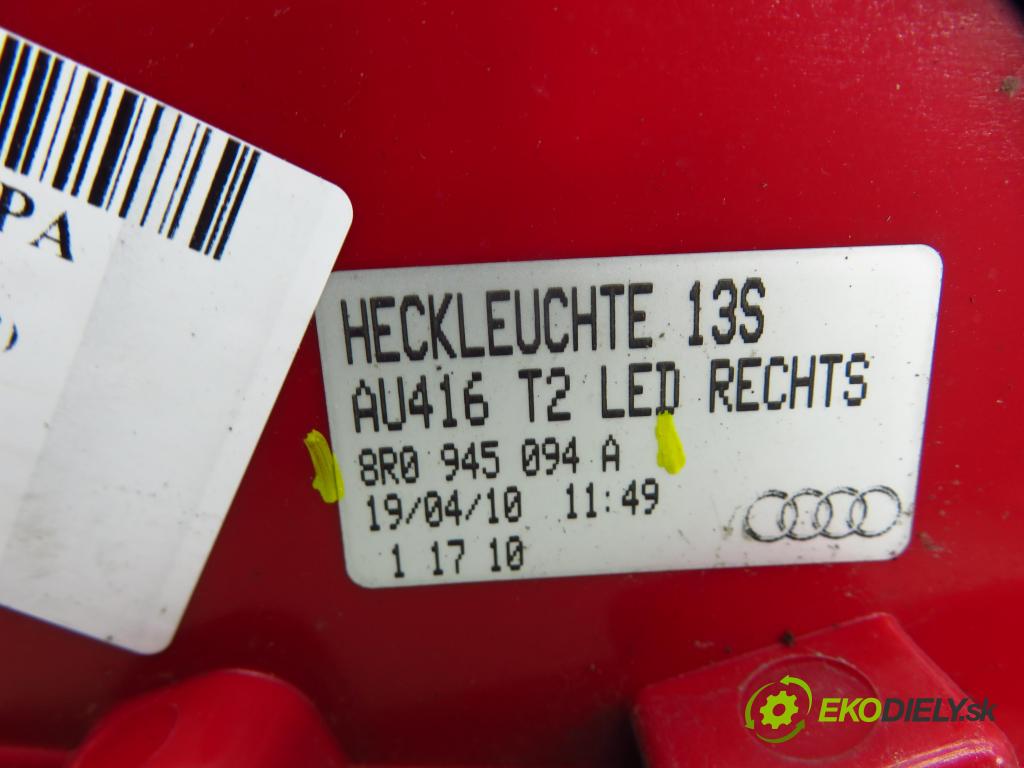 HECKLEUCHTE 13S
AU416 T2 LED RECHTS
8R0 945 094 A
19/04/10 11:49
1 17 10
EKODIELY.sk